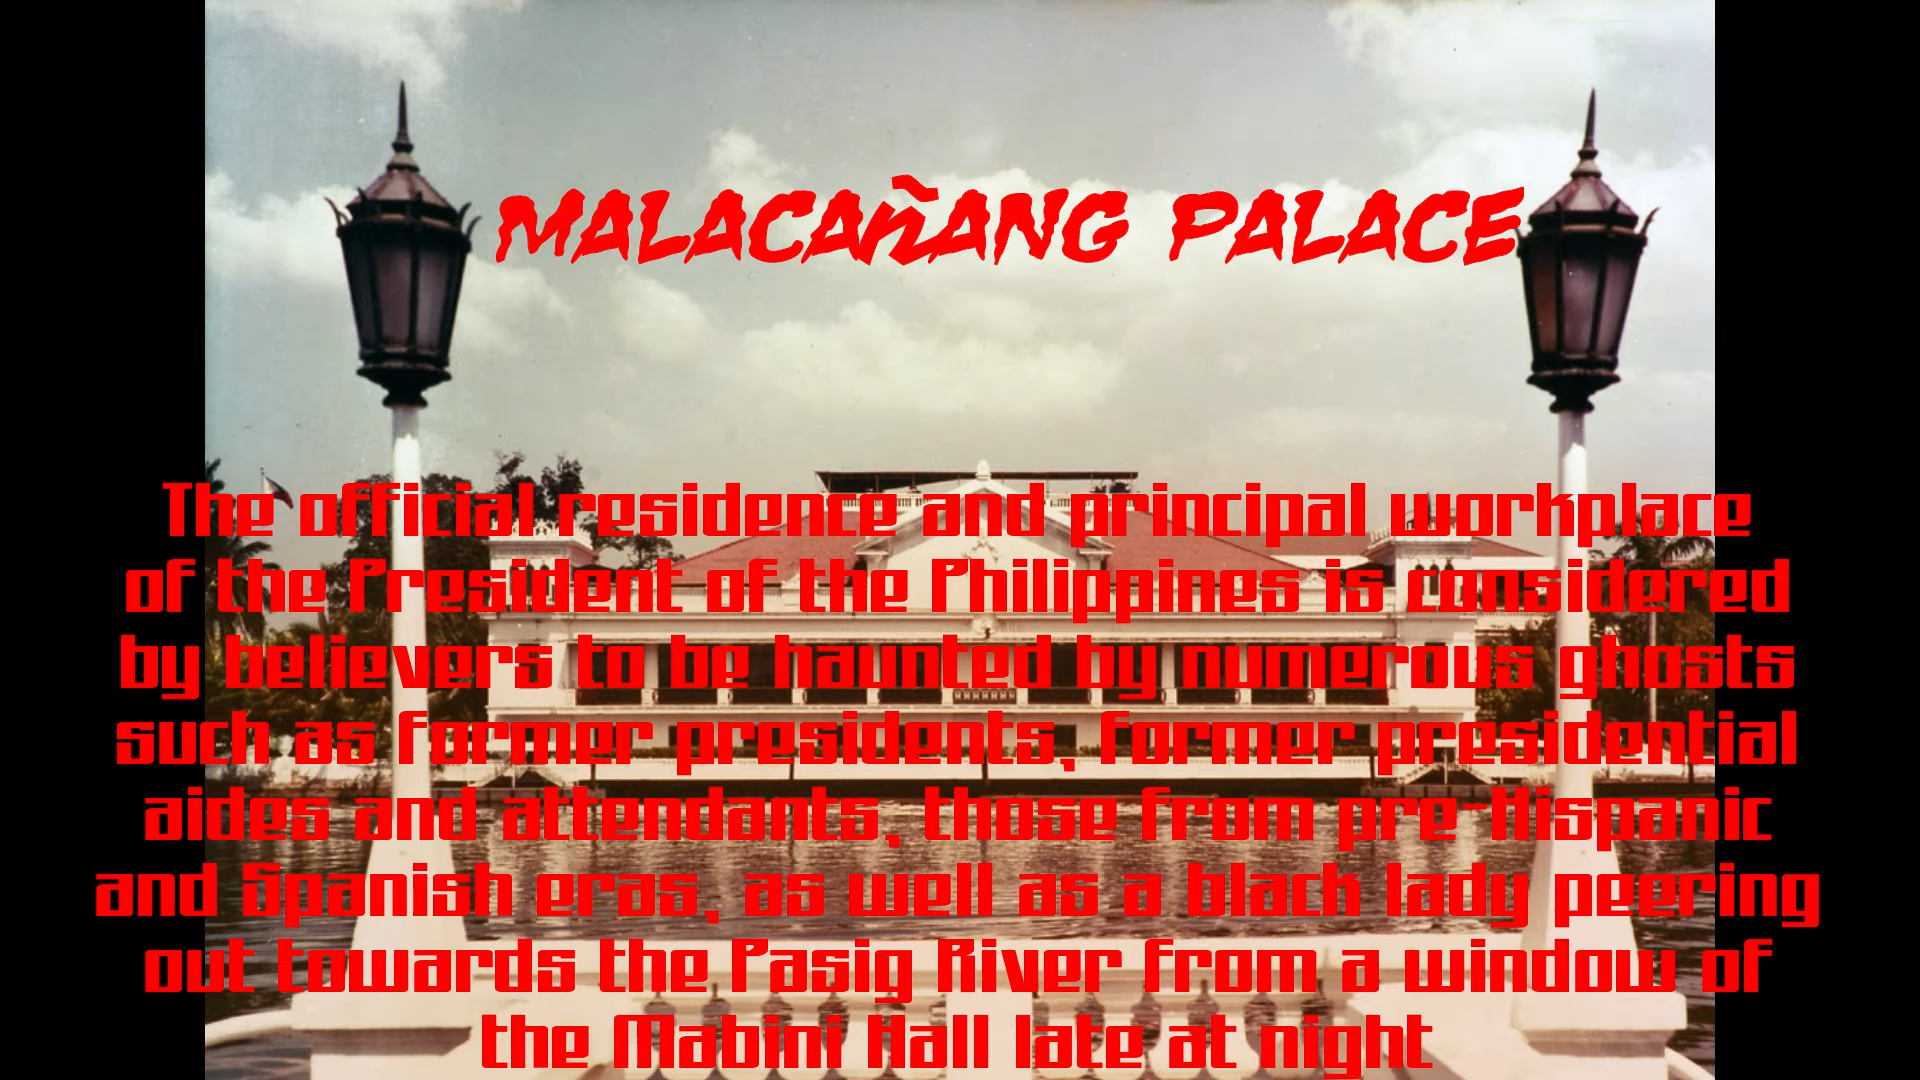 MALACAñANG PALACE
The official residence and principal workplace
of the President of the Philippines is considered
by believers to be haunted by numerous ghosts
such as former presidents, former presidential
aides and attendants, those from pre-Hispanic
and Spanish eras, as well as a black lady peering
out towards the Pasig River from a window of
the Mabini Hall late at night